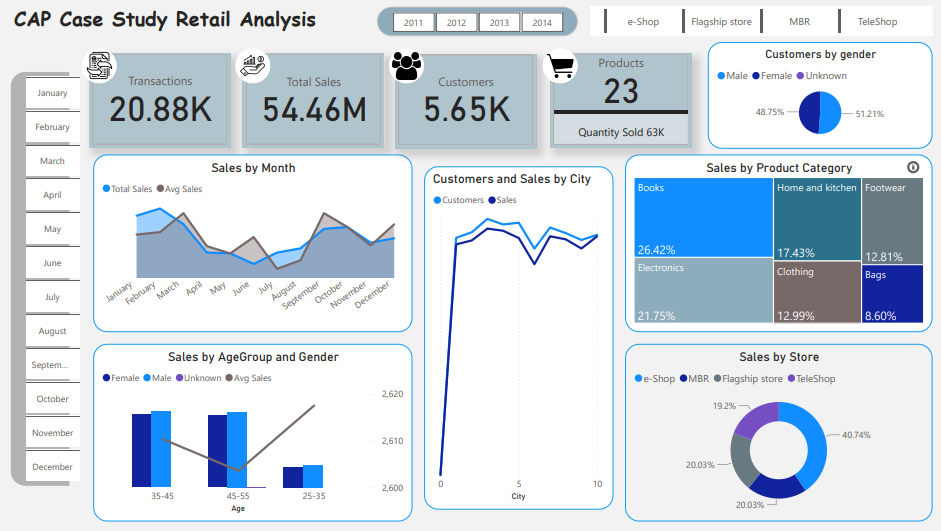 CAP Case Study Retail Analysis
2011 2012 2013 2014
e-Shop Flagship store MBR TeleShop
January
February
March
April
May
June
July
August
Septem...
October
November
December
Transactions
20.88K
Total Sales
54.46M
Customers
5.65K
Products
23
Quantity Sold 63K
Customers by gender
Male Female Unknown
48.75%
51.21%
Sales by Month
Total Sales Avg Sales
January February March April May June July August September October November December
Customers and Sales by City
Customers Sales
0 5 10
City
Sales by Product Category
Books
26.42%
Electronics
21.75%
Home and kitchen
17.43%
Clothing
12.99%
Footwear
12.81%
Bags
8.60%
Sales by AgeGroup and Gender
Female Male Unknown Avg Sales
2,620
2,610
2,600
35-45 45-55 25-35
Age
Sales by Store
e-Shop MBR Flagship store TeleShop
19.2%
40.74%
20.03%
20.03%